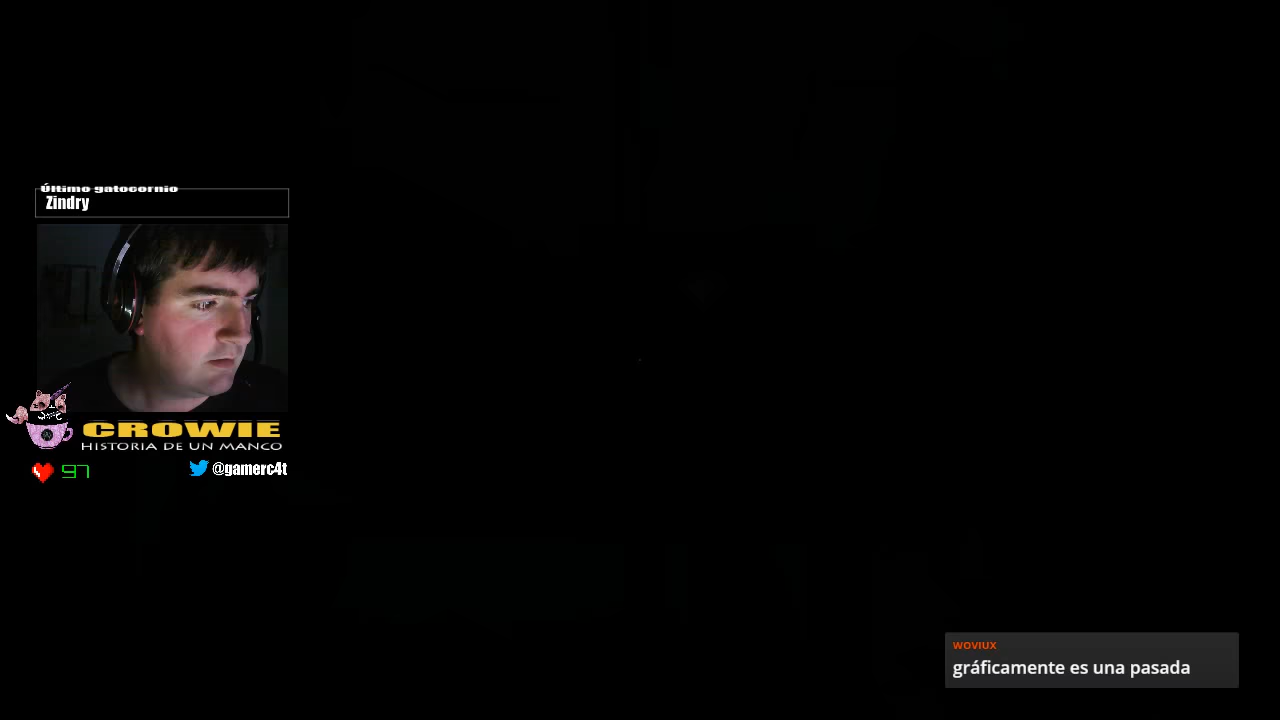 Último gatocornio
Zindry
CROWIE
HISTORIA DE UN MANCO
97
@gamerc4t
WOVIUX
gráficamente es una pasada